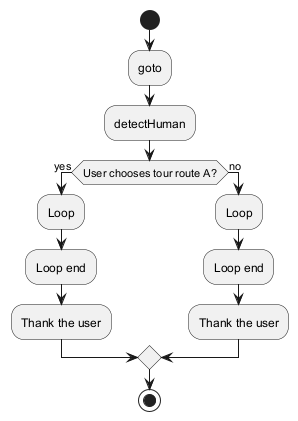 goto
detectHuman
User chooses tour route A?
yes
no
Loop
Loop
Loop end
Loop end
Thank the user
Thank the user